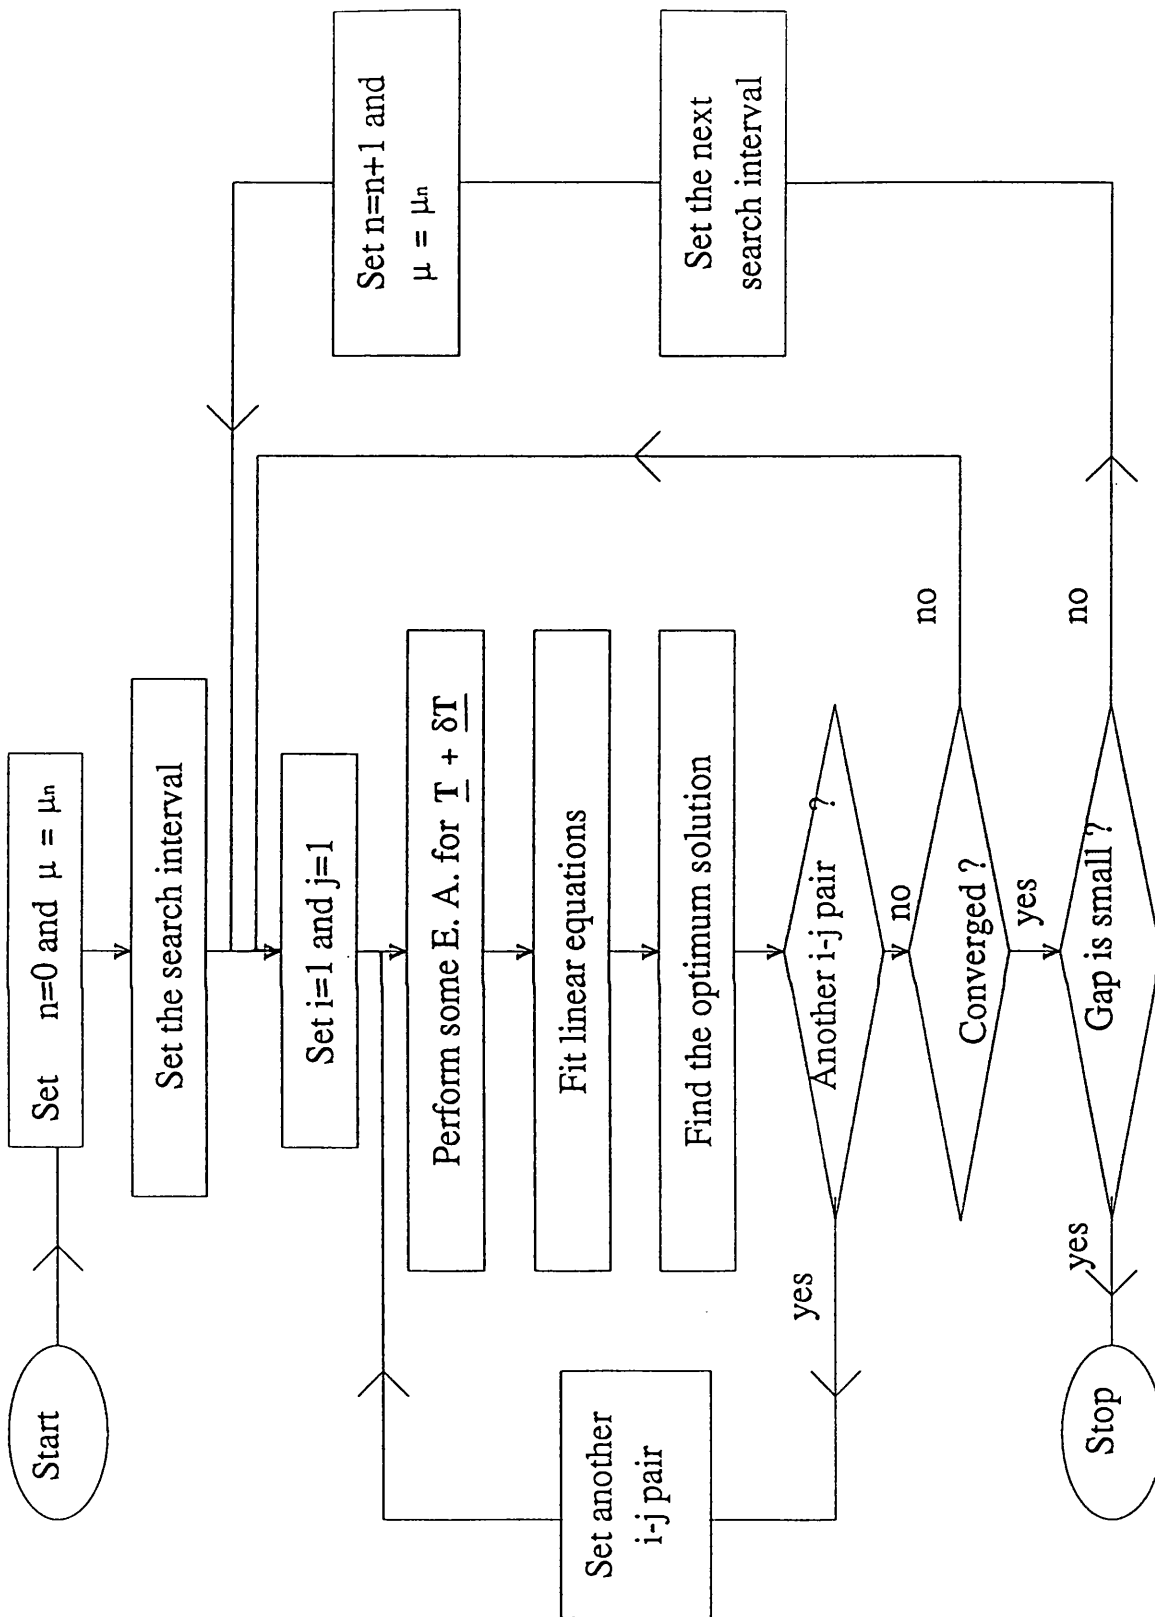 Start
Set n=0 and μ = μn
Set the search interval
Set i=1 and j=1
Perform some E. A. for T + δT
Fit linear equations
Find the optimum solution
Another i-j pair ?
yes
Set another
i-j pair
no
Converged ?
no
yes
Gap is small ?
no
Set the next
search interval
Set n=n+1 and
μ = μn
yes
Stop